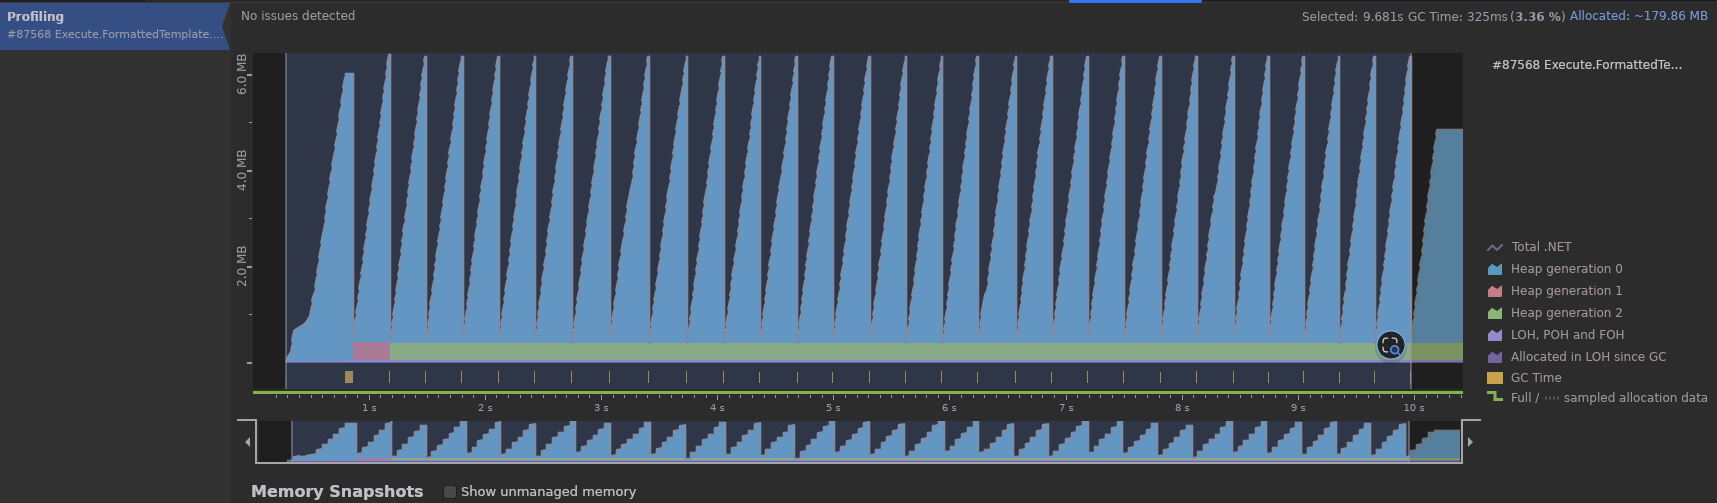 Profiling
#87568 Execute.FormattedTemplate....
No issues detected
Selected: 9.681s GC Time: 325ms (3.36 %) Allocated: ~179.86 MB
#87568 Execute.FormattedTe...
6.0 MB
4.0 MB
2.0 MB
Total .NET
Heap generation 0
Heap generation 1
Heap generation 2
LOH, POH and FOH
Allocated in LOH since GC
GC Time
Full / sampled allocation data
1 s 2 s 3 s 4 s 5 s 6 s 7 s 8 s 9 s 10 s
Memory Snapshots Show unmanaged memory